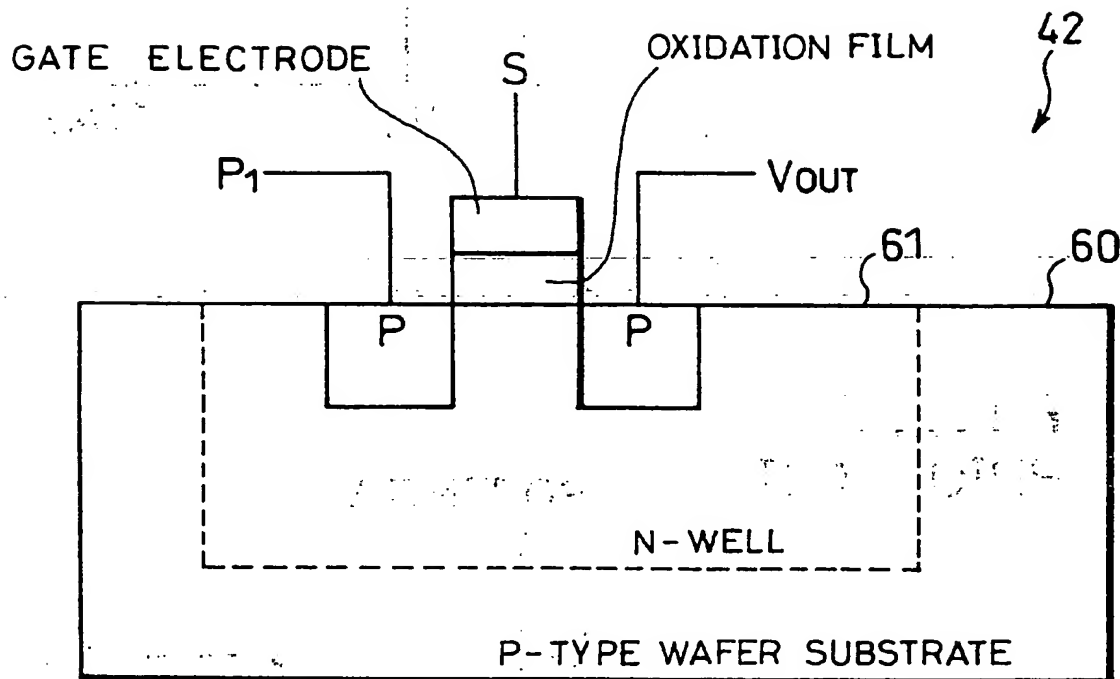 42
GATE ELECTRODE
OXIDATION FILM
S
P1
VOUT
61
60
P
P
N-WELL
P-TYPE WAFER SUBSTRATE